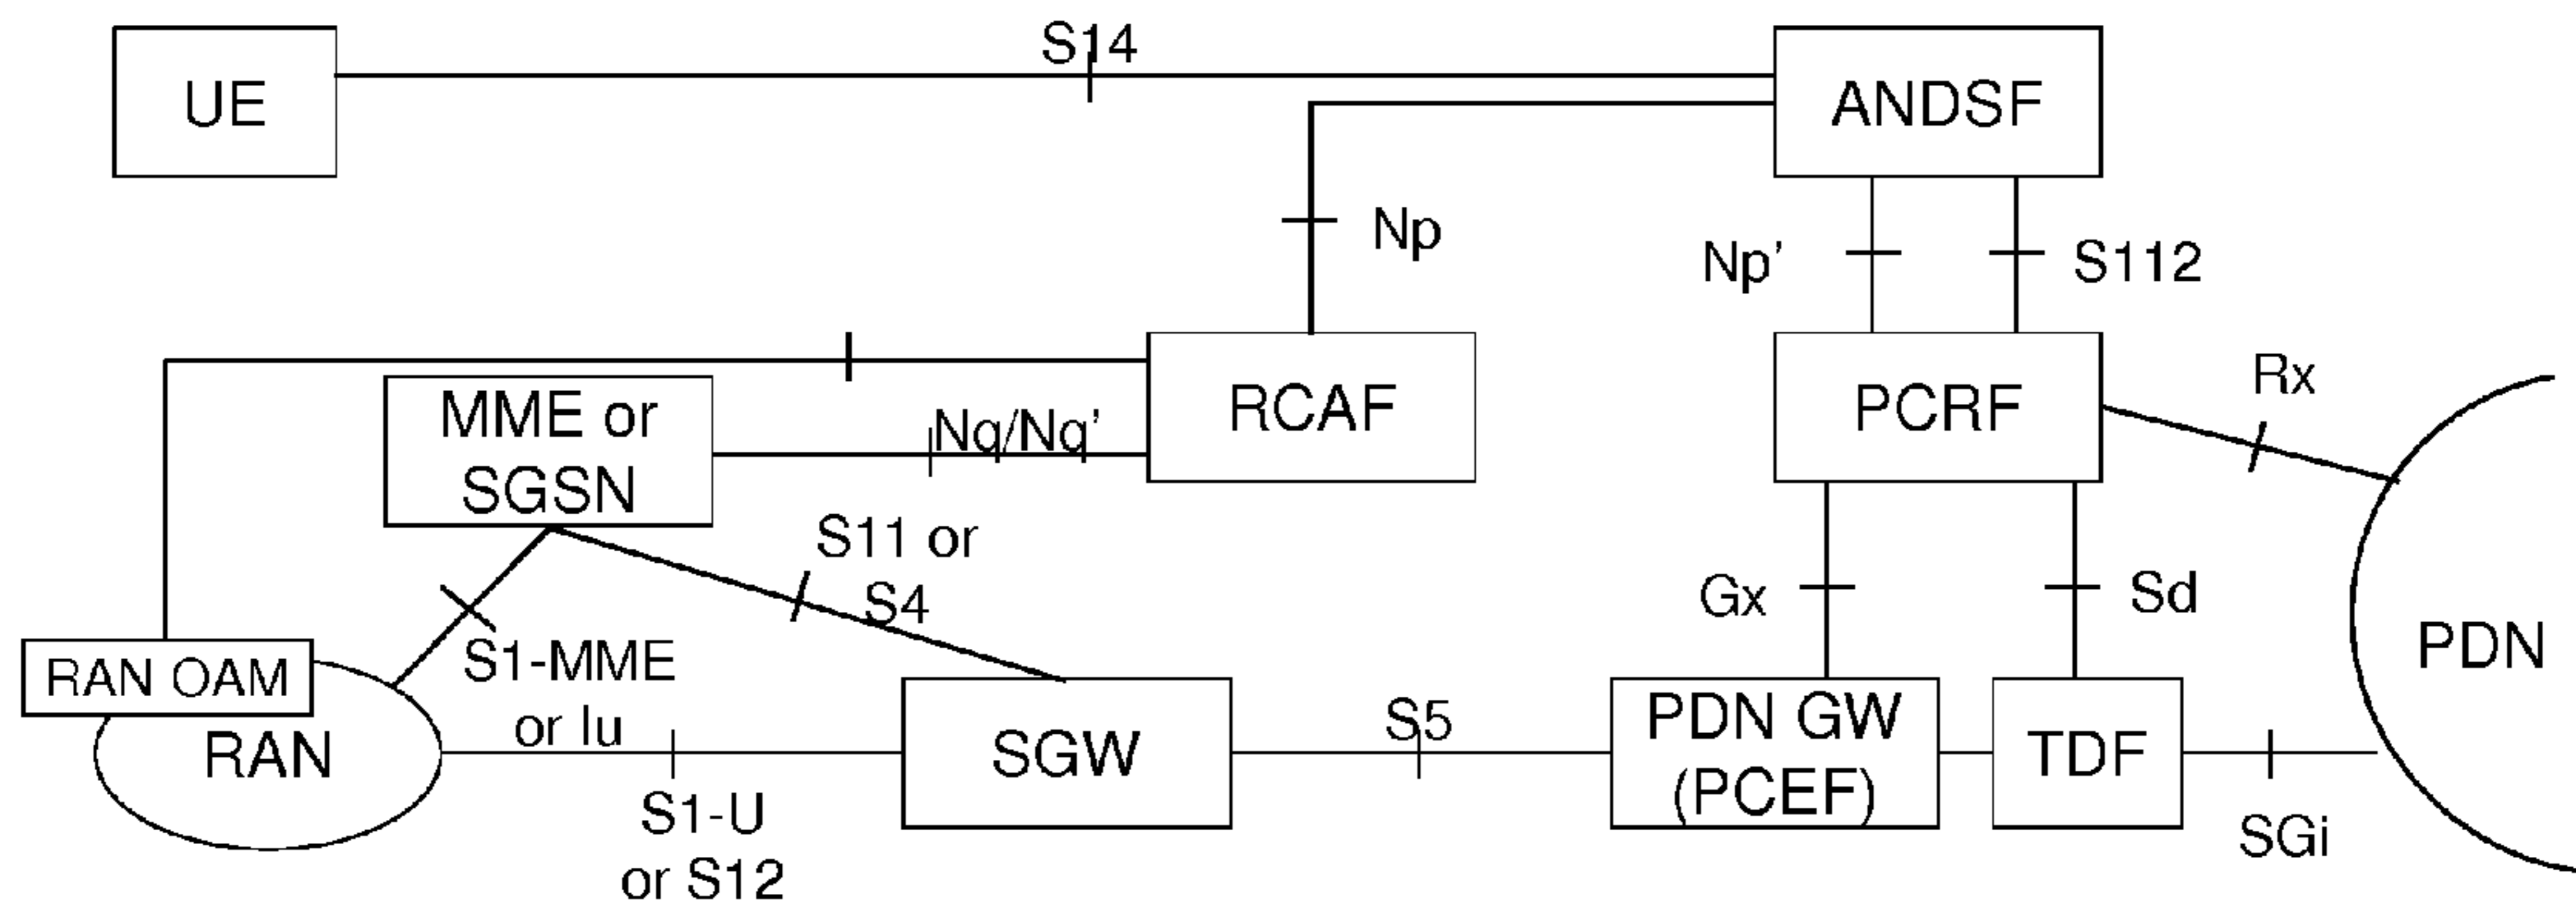 S14
UE
ANDSF
Np
Np’
S112
Rx
MME or
SGSN
Nq/Nq’
RCAF
PCRF
S11 or
S4
Gx
Sd
PDN
RAN OAM
S1-MME
or Iu
RAN
SGW
S5
PDN GW
(PCEF)
TDF
S1-U
or S12
SGi